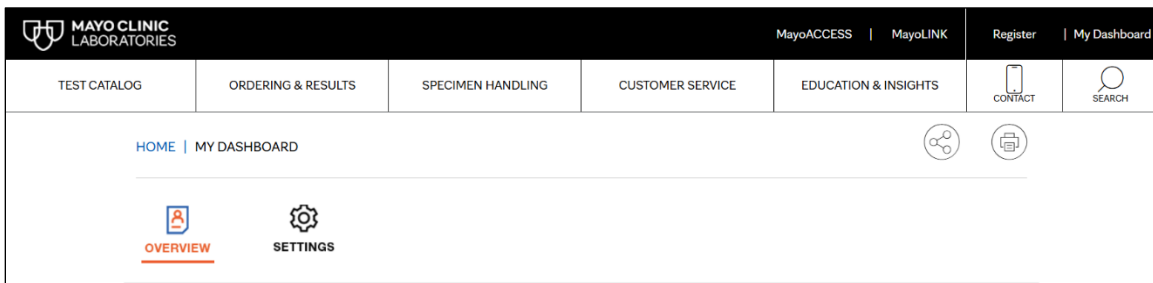 MAYO CLINIC
LABORATORIES
MayoACCESS | MayoLINK Register | My Dashboard
TEST CATALOG ORDERING & RESULTS SPECIMEN HANDLING CUSTOMER SERVICE EDUCATION & INSIGHTS CONTACT SEARCH
HOME | MY DASHBOARD
OVERVIEW SETTINGS